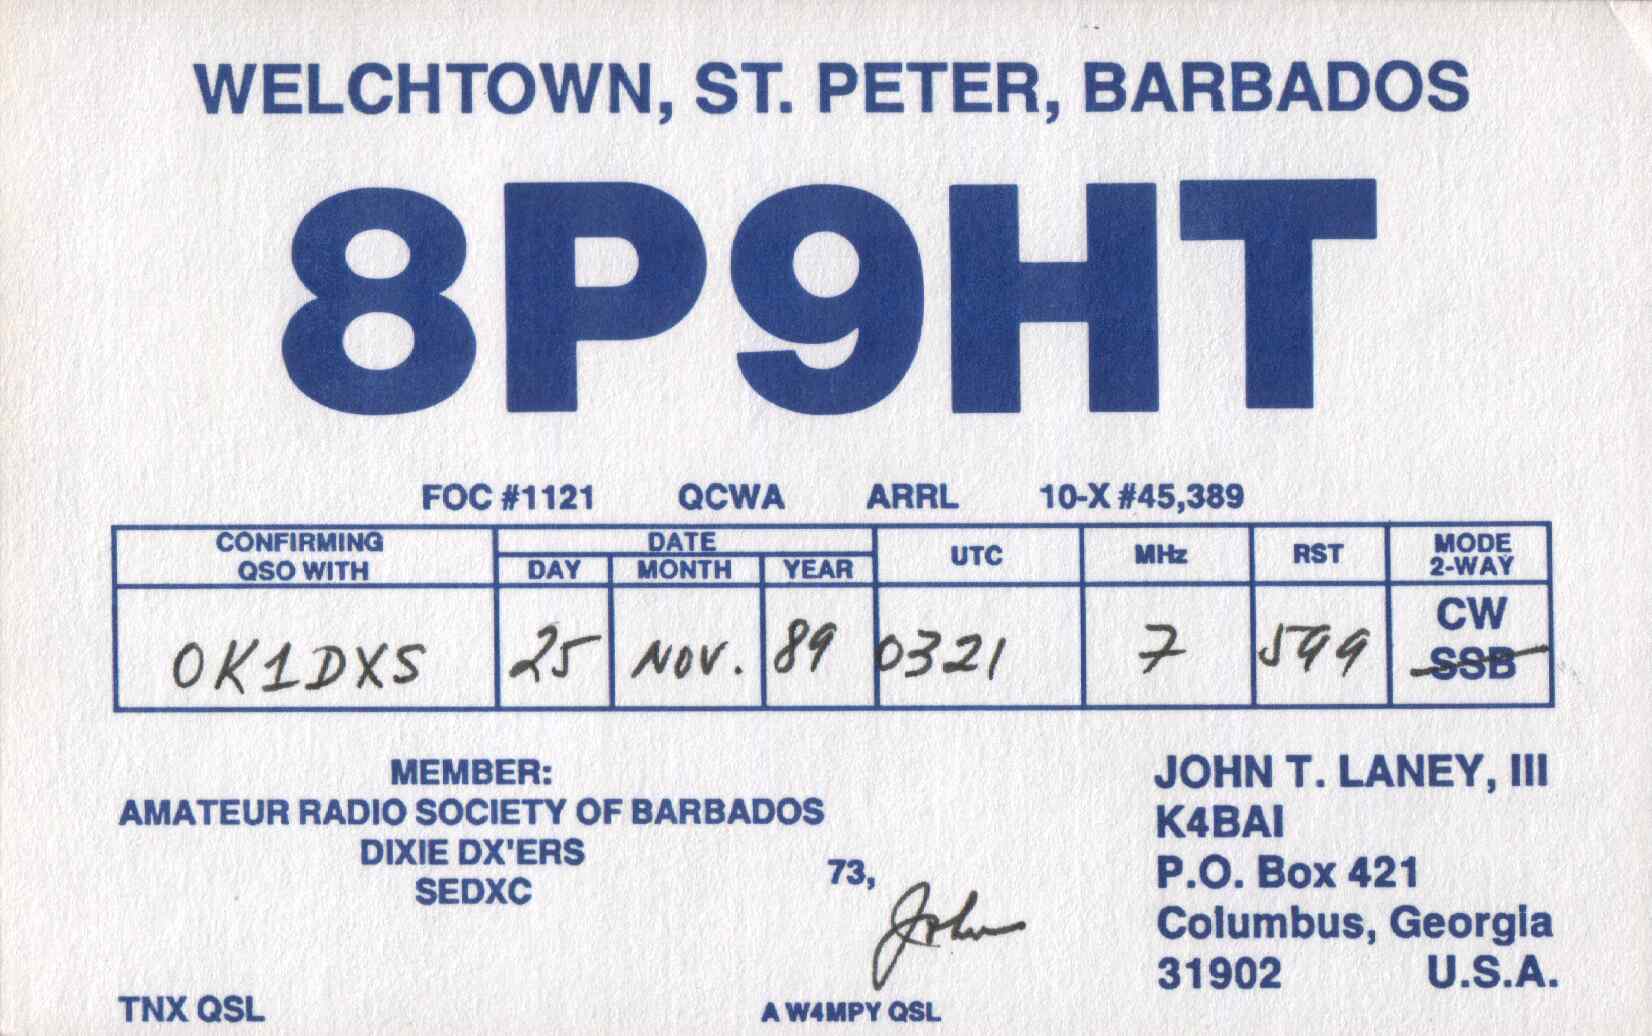 WELCHTOWN, ST. PETER, BARBADOS
8P9HT
FOC #1121 QCWA ARRL 10-X #45,389
CONFIRMING QSO WITH DATE DAY MONTH YEAR UTC MHz RST MODE 2-WAY
OK1DXS 25 NOV. 89 0321 7 599 CW SSB
MEMBER:
AMATEUR RADIO SOCIETY OF BARBADOS
DIXIE DX'ERS
SEDXC
73,
John
JOHN T. LANEY, III
K4BAI
P.O. Box 421
Columbus, Georgia
31902 U.S.A.
TNX QSL
A W4MPY QSL